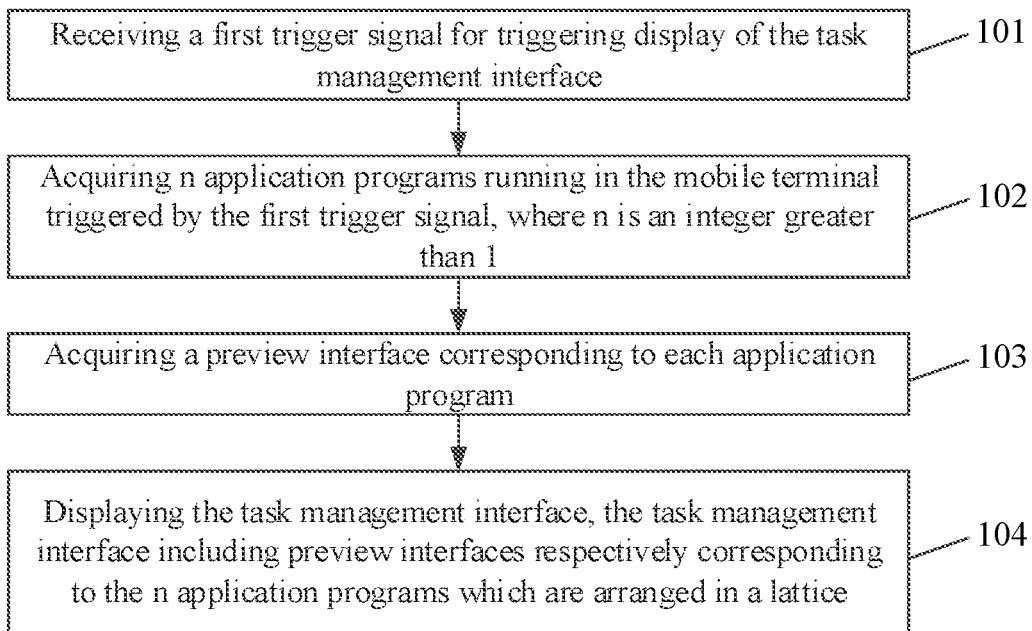 Receiving a first trigger signal for triggering display of the task
management interface
101
Acquiring n application programs running in the mobile terminal
triggered by the first trigger signal, where n is an integer greater
than 1
102
Acquiring a preview interface corresponding to each application
program
103
Displaying the task management interface, the task management
interface including preview interfaces respectively corresponding
to the n application programs which are arranged in a lattice
104